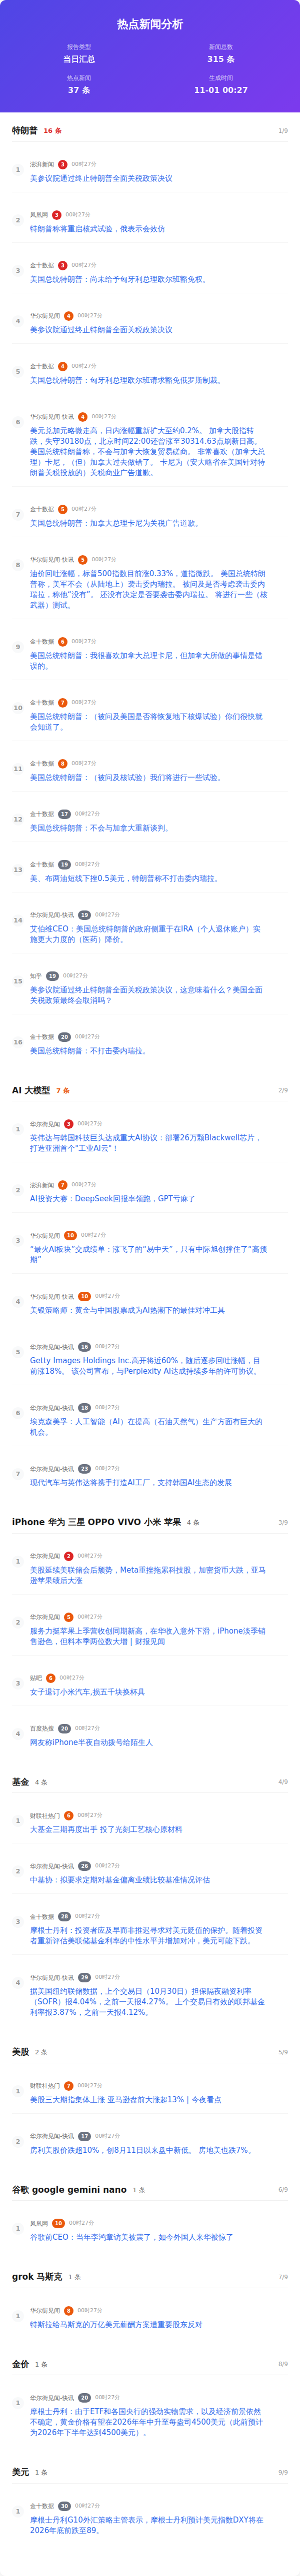 热点新闻分析
报告类型
新闻总数
当日汇总
315 条
热点新闻
生成时间
37 条
11-01 00:27
特朗普 16 条 1/9
1
澎湃新闻 3 00时27分
美参议院通过终止特朗普全面关税政策决议
2
凤凰网 3 00时27分
特朗普称将重启核武试验，俄表示会效仿
3
金十数据 3 00时27分
美国总统特朗普：尚未给予匈牙利总理欧尔班豁免权。
4
华尔街见闻 4 00时27分
美参议院通过终止特朗普全面关税政策决议
5
金十数据 4 00时27分
美国总统特朗普：匈牙利总理欧尔班请求豁免俄罗斯制裁。
6
华尔街见闻-快讯 4 00时27分
美元兑加元略微走高，日内涨幅重新扩大至约0.2%。 加拿大股指转
跌，失守30180点，北京时间22:00还曾涨至30314.63点刷新日高。
美国总统特朗普称，不会与加拿大恢复贸易磋商。 非常喜欢（加拿大总
理）卡尼，（但）加拿大过去做错了。 卡尼为（安大略省在美国针对特
朗普关税投放的）关税商业广告道歉。
7
金十数据 5 00时27分
美国总统特朗普：加拿大总理卡尼为关税广告道歉。
8
华尔街见闻-快讯 5 00时27分
油价回吐涨幅，标普500指数目前涨0.33%，道指微跌。 美国总统特朗
普称，美军不会（从陆地上）袭击委内瑞拉。 被问及是否考虑袭击委内
瑞拉，称他“没有”。 还没有决定是否要袭击委内瑞拉。 将进行一些（核
武器）测试。
9
金十数据 6 00时27分
美国总统特朗普：我很喜欢加拿大总理卡尼，但加拿大所做的事情是错
误的。
10
金十数据 7 00时27分
美国总统特朗普：（被问及美国是否将恢复地下核爆试验）你们很快就
会知道了。
11
金十数据 8 00时27分
美国总统特朗普：（被问及核试验）我们将进行一些试验。
12
金十数据 17 00时27分
美国总统特朗普：不会与加拿大重新谈判。
13
金十数据 19 00时27分
美、布两油短线下挫0.5美元，特朗普称不打击委内瑞拉。
14
华尔街见闻-快讯 19 00时27分
艾伯维CEO：美国总统特朗普的政府侧重于在IRA（个人退休账户）实
施更大力度的（医药）降价。
15
知乎 19 00时27分
美参议院通过终止特朗普全面关税政策决议，这意味着什么？美国全面
关税政策最终会取消吗？
16
金十数据 20 00时27分
美国总统特朗普：不打击委内瑞拉。
AI 大模型 7 条 2/9
1
华尔街见闻 3 00时27分
英伟达与韩国科技巨头达成重大AI协议：部署26万颗Blackwell芯片，
打造亚洲首个"工业AI云"！
2
澎湃新闻 7 00时27分
AI投资大赛：DeepSeek回报率领跑，GPT亏麻了
3
华尔街见闻 10 00时27分
“最火AI板块”交成绩单：涨飞了的“易中天”，只有中际旭创撑住了“高预
期”
4
华尔街见闻-快讯 10 00时27分
美银策略师：黄金与中国股票成为AI热潮下的最佳对冲工具
5
华尔街见闻-快讯 16 00时27分
Getty Images Holdings Inc.高开将近60%，随后逐步回吐涨幅，目
前涨18%。 该公司宣布，与Perplexity AI达成持续多年的许可协议。
6
华尔街见闻-快讯 18 00时27分
埃克森美孚：人工智能（AI）在提高（石油天然气）生产方面有巨大的
机会。
7
华尔街见闻-快讯 23 00时27分
现代汽车与英伟达将携手打造AI工厂，支持韩国AI生态的发展
iPhone 华为 三星 OPPO VIVO 小米 苹果 4 条 3/9
1
华尔街见闻 2 00时27分
美股延续美联储会后颓势，Meta重挫拖累科技股，加密货币大跌，亚马
逊苹果绩后大涨
2
华尔街见闻 5 00时27分
服务力挺苹果上季营收创同期新高，在华收入意外下滑，iPhone淡季销
售逊色，但料本季两位数大增 | 财报见闻
3
贴吧 6 00时27分
女子退订小米汽车,损五千块换杯具
4
百度热搜 20 00时27分
网友称iPhone半夜自动拨号给陌生人
基金 4 条 4/9
1
财联社热门 6 00时27分
大基金三期再度出手 投了光刻工艺核心原材料
2
华尔街见闻-快讯 26 00时27分
中基协：拟要求定期对基金偏离业绩比较基准情况评估
3
金十数据 28 00时27分
摩根士丹利：投资者应及早而非推迟寻求对美元贬值的保护。随着投资
者重新评估美联储基金利率的中性水平并增加对冲，美元可能下跌。
4
华尔街见闻-快讯 29 00时27分
据美国纽约联储数据，上个交易日（10月30日）担保隔夜融资利率
（SOFR）报4.04%，之前一天报4.27%。 上个交易日有效的联邦基金
利率报3.87%，之前一天报4.12%。
美股 2 条 5/9
1
财联社热门 7 00时27分
美股三大期指集体上涨 亚马逊盘前大涨超13% | 今夜看点
2
华尔街见闻-快讯 17 00时27分
房利美股价跌超10%，创8月11日以来盘中新低。 房地美也跌7%。
谷歌 google gemini nano 1 条 6/9
1
凤凰网 10 00时27分
谷歌前CEO：当年李鸿章访美被震了，如今外国人来华被惊了
grok 马斯克 1 条 7/9
1
华尔街见闻 8 00时27分
特斯拉给马斯克的万亿美元薪酬方案遭重要股东反对
金价 1 条 8/9
1
华尔街见闻-快讯 20 00时27分
摩根士丹利：由于ETF和各国央行的强劲实物需求，以及经济前景依然
不确定，黄金价格有望在2026年年中升至每盎司4500美元（此前预计
为2026年下半年达到4500美元）。
美元 1 条 9/9
1
金十数据 30 00时27分
摩根士丹利G10外汇策略主管表示，摩根士丹利预计美元指数DXY将在
2026年底前跌至89。